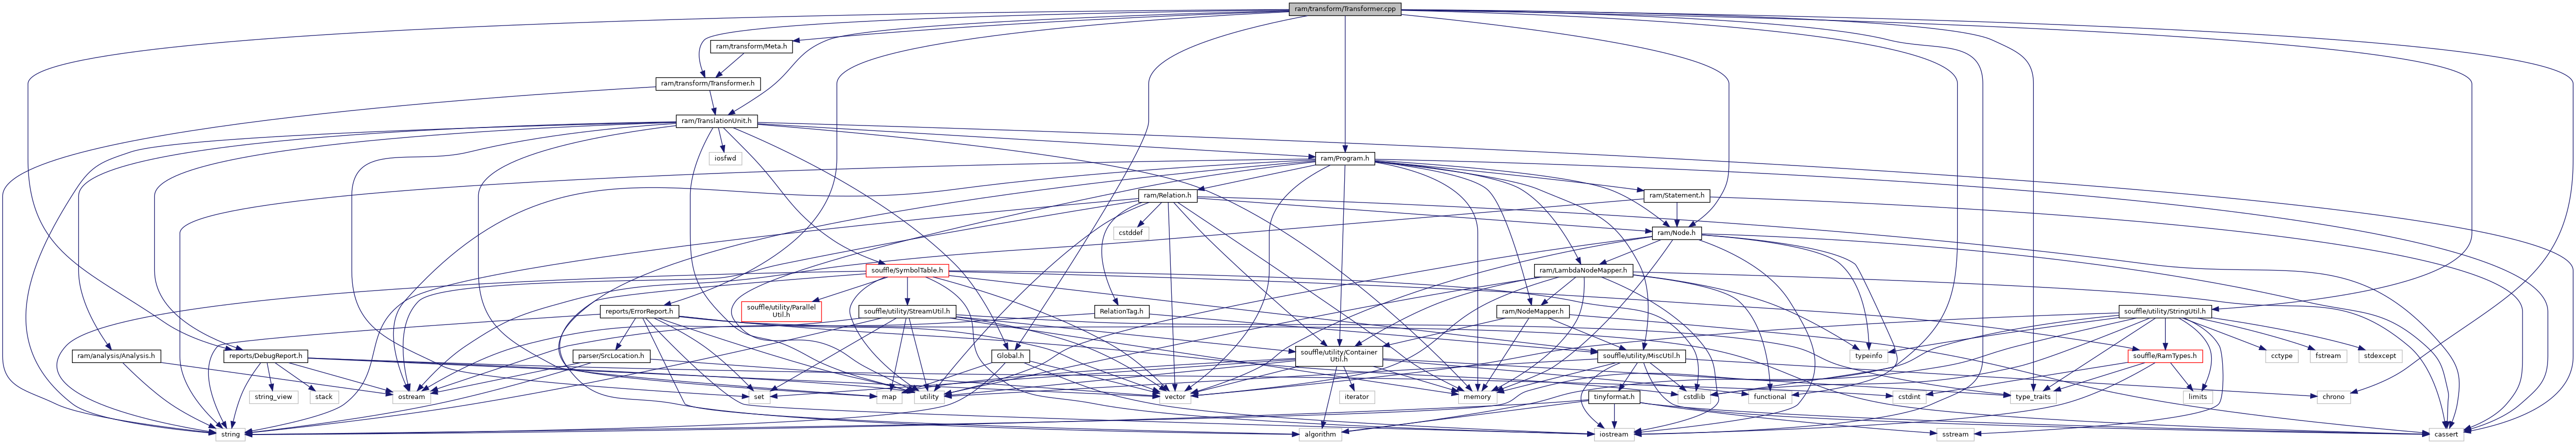 ram/transform/Transformer.cpp
ram/transform/Meta.h
ram/transform/Transformer.h
ram/TranslationUnit.h
iosfwd
ram/Program.h
ram/Relation.h
ram/Statement.h
cstddef
ram/Node.h
souffle/SymbolTable.h
ram/LambdaNodeMapper.h
souffle/utility/Parallel
Util.h
reports/ErrorReport.h
souffle/utility/StreamUtil.h
RelationTag.h
ram/NodeMapper.h
souffle/utility/StringUtil.h
ram/analysis/Analysis.h
reports/DebugReport.h
parser/SrcLocation.h
Global.h
souffle/utility/Container
Util.h
souffle/utility/MiscUtil.h
typeinfo
souffle/RamTypes.h
cctype
fstream
stdexcept
string_view
stack
ostream
set
map
utility
vector
iterator
memory
tinyformat.h
cstdlib
functional
cstdint
type_traits
limits
chrono
string
algorithm
iostream
sstream
cassert